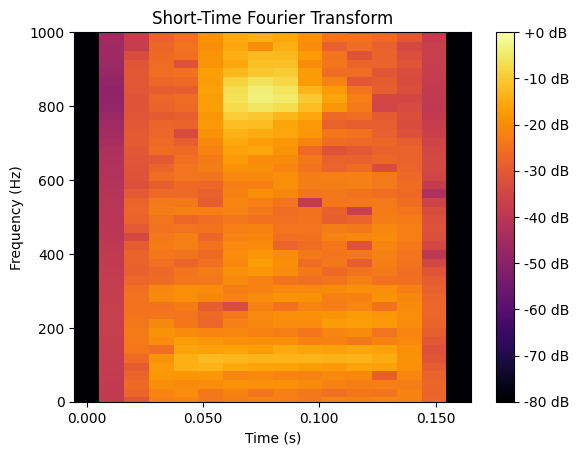 Short-Time Fourier Transform
1000
800
600
400
200
0
Frequency (Hz)
0.000
0.050
0.100
0.150
Time (s)
+0 dB
-10 dB
-20 dB
-30 dB
-40 dB
-50 dB
-60 dB
-70 dB
-80 dB